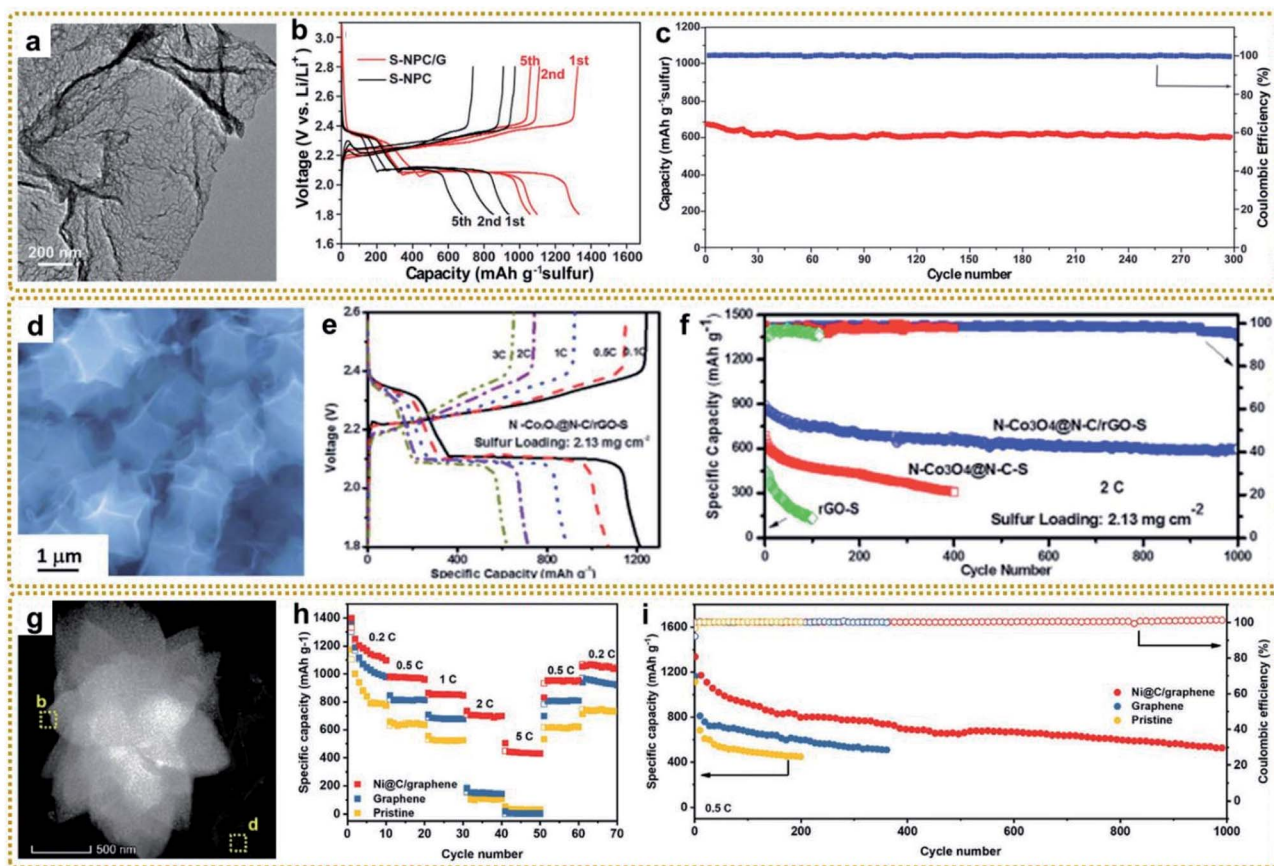 a
200 nm
b
S-NPC/G
S-NPC
5th
1st
2nd
5th 2nd 1st
Voltage (V vs. Li/Li⁺)
3.0
2.8
2.6
2.4
2.2
2.0
1.8
1.6
0 200 400 600 800 1000 1200 1400 1600
Capacity (mAh g⁻¹sulfur)
c
Capacity (mAh g⁻¹sulfur)
1200
1000
800
600
400
200
0
100
80
60
40
20
0
Coulombic Efficiency (%)
0 30 60 90 120 150 180 210 240 270 300
Cycle number
d
1 μm
e
Voltage (V)
2.6
2.4
2.2
2.0
1.8
3C 2C 1C 0.5C 0.1C
N -Co₃O₄@N-C/rGO-S
Sulfur Loading: 2.13 mg cm⁻²
0 400 800 1200
Specific Capacity (mAh g⁻¹)
f
Specific Capacity (mAh g⁻¹)
1500
1350
1200
900
600
300
100
80
60
40
20
0
N-Co3O4@N-C/rGO-S
N-Co3O4@N-C-S
2 C
rGO-S
Sulfur Loading: 2.13 mg cm⁻²
0 200 400 600 800 1000
Cycle Number
g
b
d
500 nm
h
Specific capacity (mAh g-1)
1400
1200
1000
800
600
400
200
0
0.2 C
0.5 C
1 C
2 C
5 C
0.5 C
0.2 C
Ni@C/graphene
Graphene
Pristine
0 10 20 30 40 50 60 70
Cycle number
i
Specific capacity (mAh g⁻¹)
1600
1200
800
400
0
100
80
60
40
20
0
Coulombic efficiency (%)
Ni@C/graphene
Graphene
Pristine
0.5 C
0 200 400 600 800 1000
Cycle number